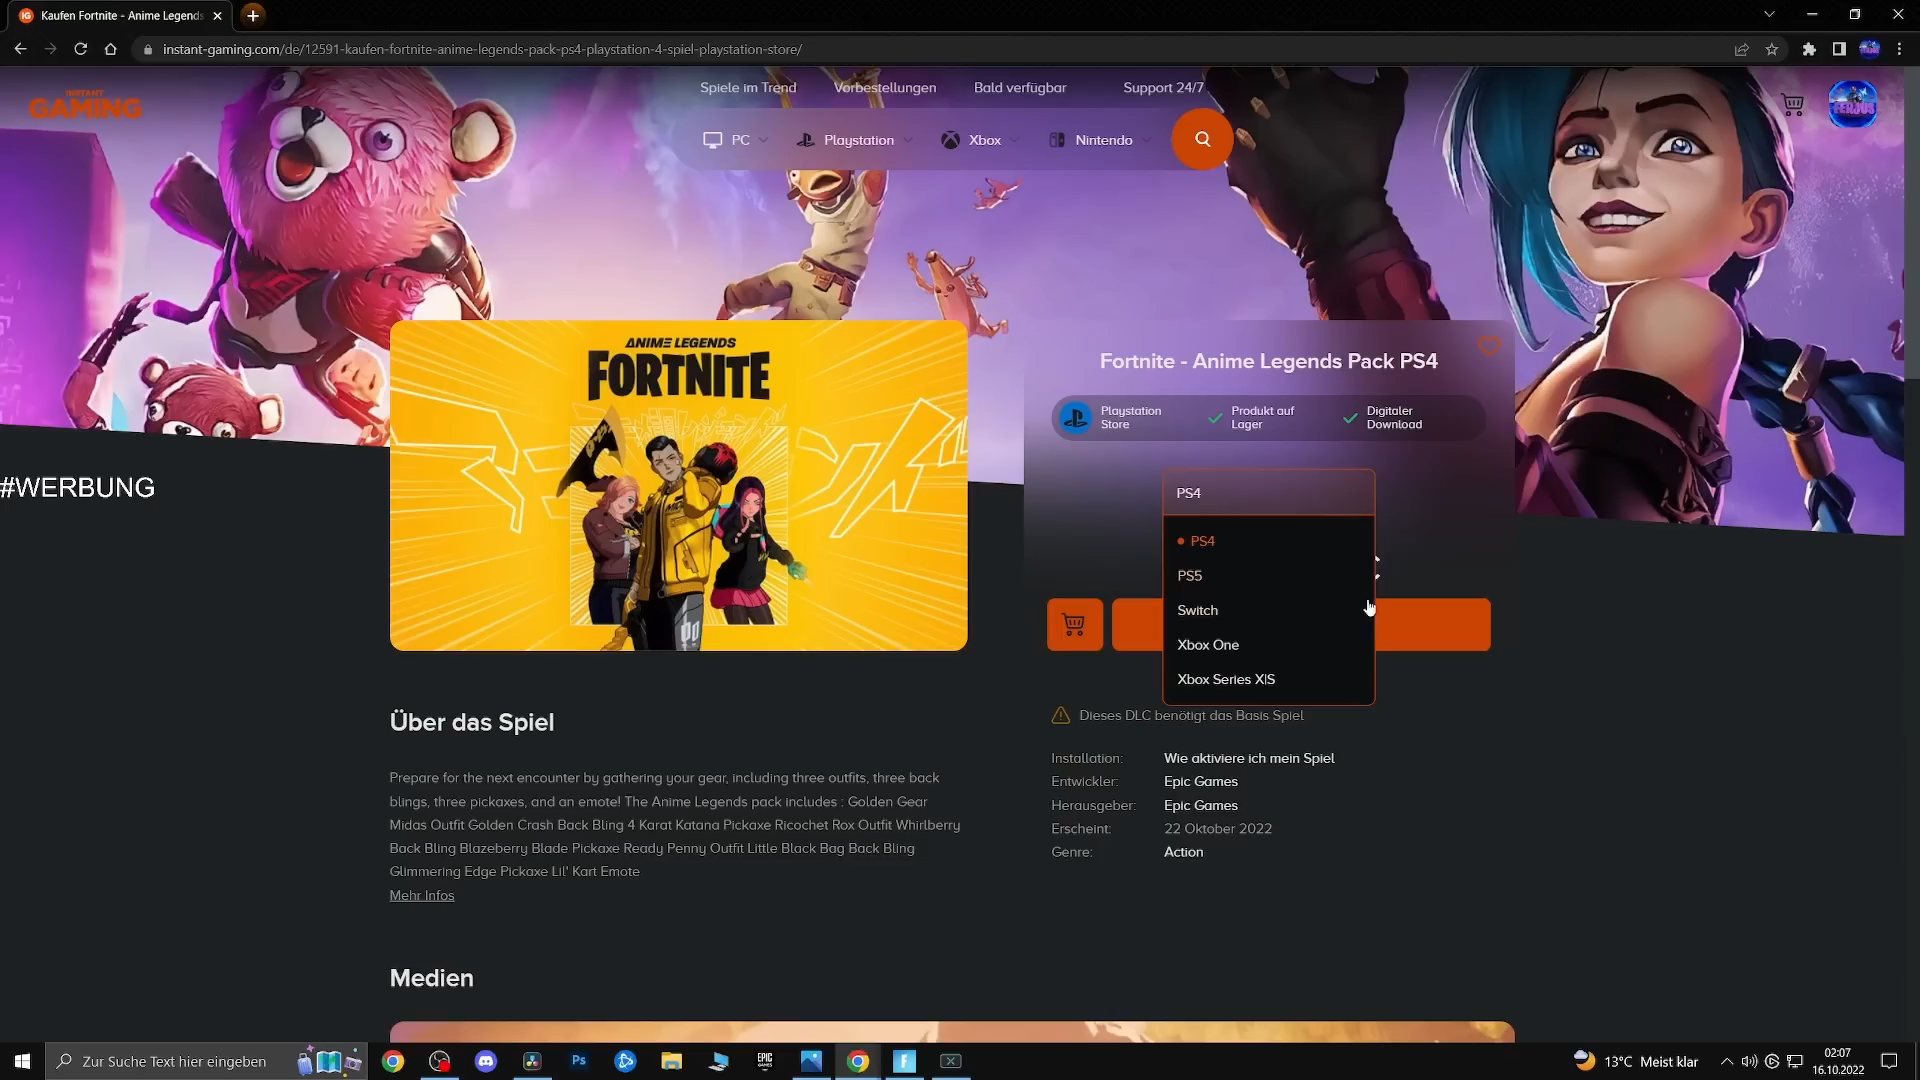 Kaufen Fortnite - Anime Legends
instant-gaming.com/de/12591-kaufen-fortnite-anime-legends-pack-ps4-playstation-4-spiel-playstation-store/
INSTANT
GAMING
Spiele im Trend
Vorbestellungen
Bald verfügbar
Support 24/7
PC
Playstation
Xbox
Nintendo
FERJUS
#WERBUNG
ANIME LEGENDS
FORTNITE
Fortnite - Anime Legends Pack PS4
Playstation
Store
Produkt auf
Lager
Digitaler
Download
PS4
PS4
PS5
Switch
Xbox One
Xbox Series X|S
Dieses DLC benötigt das Basis Spiel
Installation: Wie aktiviere ich mein Spiel
Entwickler: Epic Games
Herausgeber: Epic Games
Erscheint: 22 Oktober 2022
Genre: Action
Über das Spiel
Prepare for the next encounter by gathering your gear, including three outfits, three back
blings, three pickaxes, and an emote! The Anime Legends pack includes : Golden Gear
Midas Outfit Golden Crash Back Bling 4 Karat Katana Pickaxe Ricochet Rox Outfit Whirlberry
Back Bling Blazeberry Blade Pickaxe Ready Penny Outfit Little Black Bag Back Bling
Glimmering Edge Pickaxe Lil' Kart Emote
Mehr Infos
Medien
Zur Suche Text hier eingeben
Ps
EPIC
GAMES
13°C Meist klar
02:07
16.10.2022